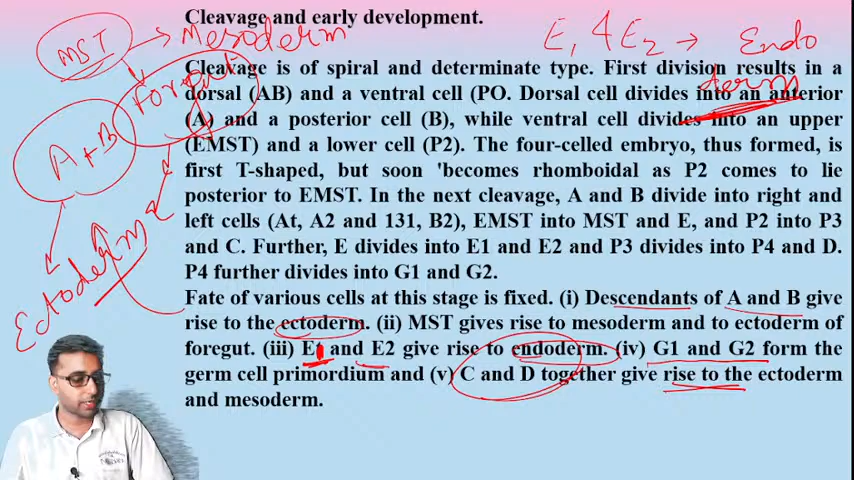 Cleavage and early development.
MST → Mesoderm
E, & E2 → Endo
derm
Cleavage is of spiral and determinate type. First division results in a
dorsal (AB) and a ventral cell (PO. Dorsal cell divides into an anterior
(A) and a posterior cell (B), while ventral cell divides into an upper
(EMST) and a lower cell (P2). The four-celled embryo, thus formed, is
first T-shaped, but soon 'becomes rhomboidal as P2 comes to lie
posterior to EMST. In the next cleavage, A and B divide into right and
left cells (At, A2 and 131, B2), EMST into MST and E, and P2 into P3
and C. Further, E divides into E1 and E2 and P3 divides into P4 and D.
P4 further divides into G1 and G2.
Fate of various cells at this stage is fixed. (i) Descendants of A and B give
rise to the ectoderm. (ii) MST gives rise to mesoderm and to ectoderm of
foregut. (iii) E1 and E2 give rise to endoderm. (iv) G1 and G2 form the
germ cell primordium and (v) C and D together give rise to the ectoderm
and mesoderm.
A + B
Ectoderm